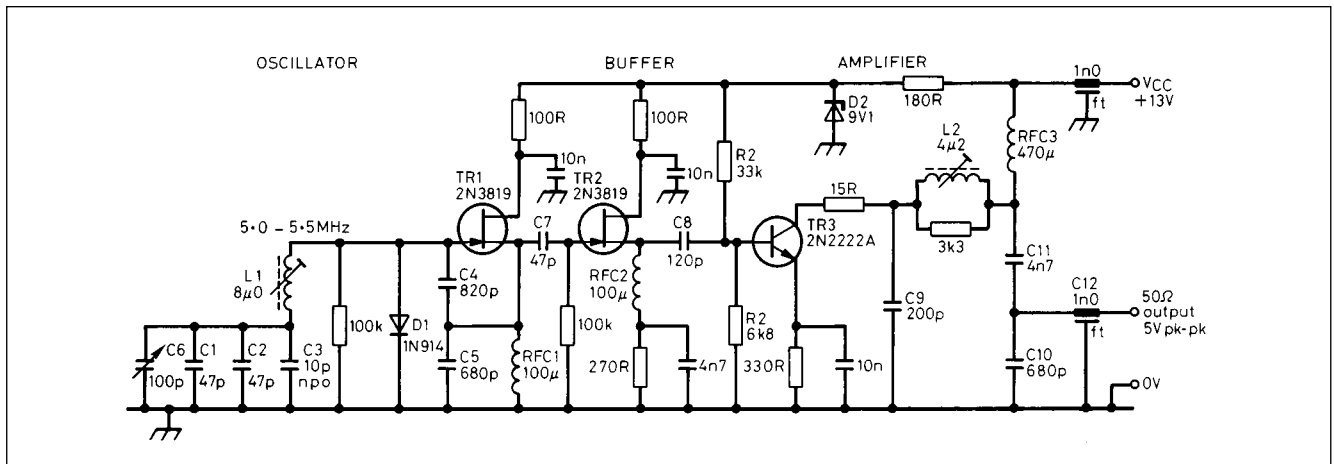 OSCILLATOR
BUFFER
AMPLIFIER
1n0
ft
VCC
+13V
180R
D2
9V1
100R
100R
RFC3
470µ
L2
4µ2
R2
33k
10n
10n
TR1
2N3819
TR2
2N3819
15R
TR3
2N2222A
3k3
5·0 – 5·5MHz
C7
47p
C8
120p
C11
4n7
L1
8µ0
C4
820p
RFC2
100µ
C9
200p
C12
1n0
ft
50Ω
output
5V pk-pk
100k
D1
1N914
100k
R2
6k8
C6
100p
C1
47p
C2
47p
C3
10p
npo
C5
680p
RFC1
100µ
270R
4n7
330R
10n
C10
680p
0V